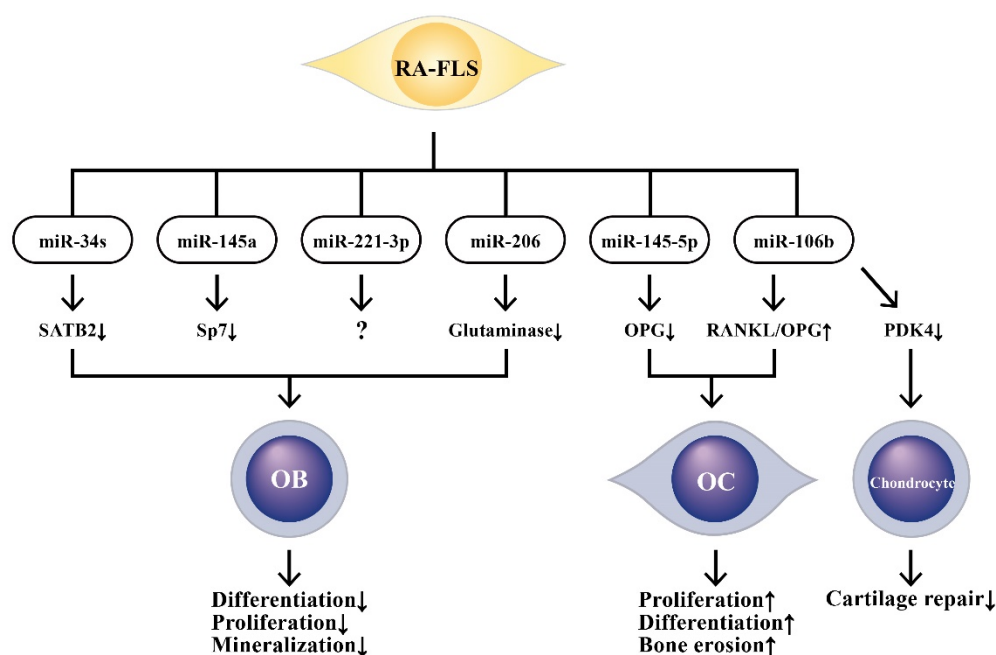 RA-FLS
miR-34s
miR-145a
miR-221-3p
miR-206
miR-145-5p
miR-106b
SATB2↓
Sp7↓
?
Glutaminase↓
OPG↓
RANKL/OPG↑
PDK4↓
OB
OC
Chondrocyte
Differentiation↓
Proliferation↓
Mineralization↓
Proliferation↑
Differentiation↑
Bone erosion↑
Cartilage repair↓